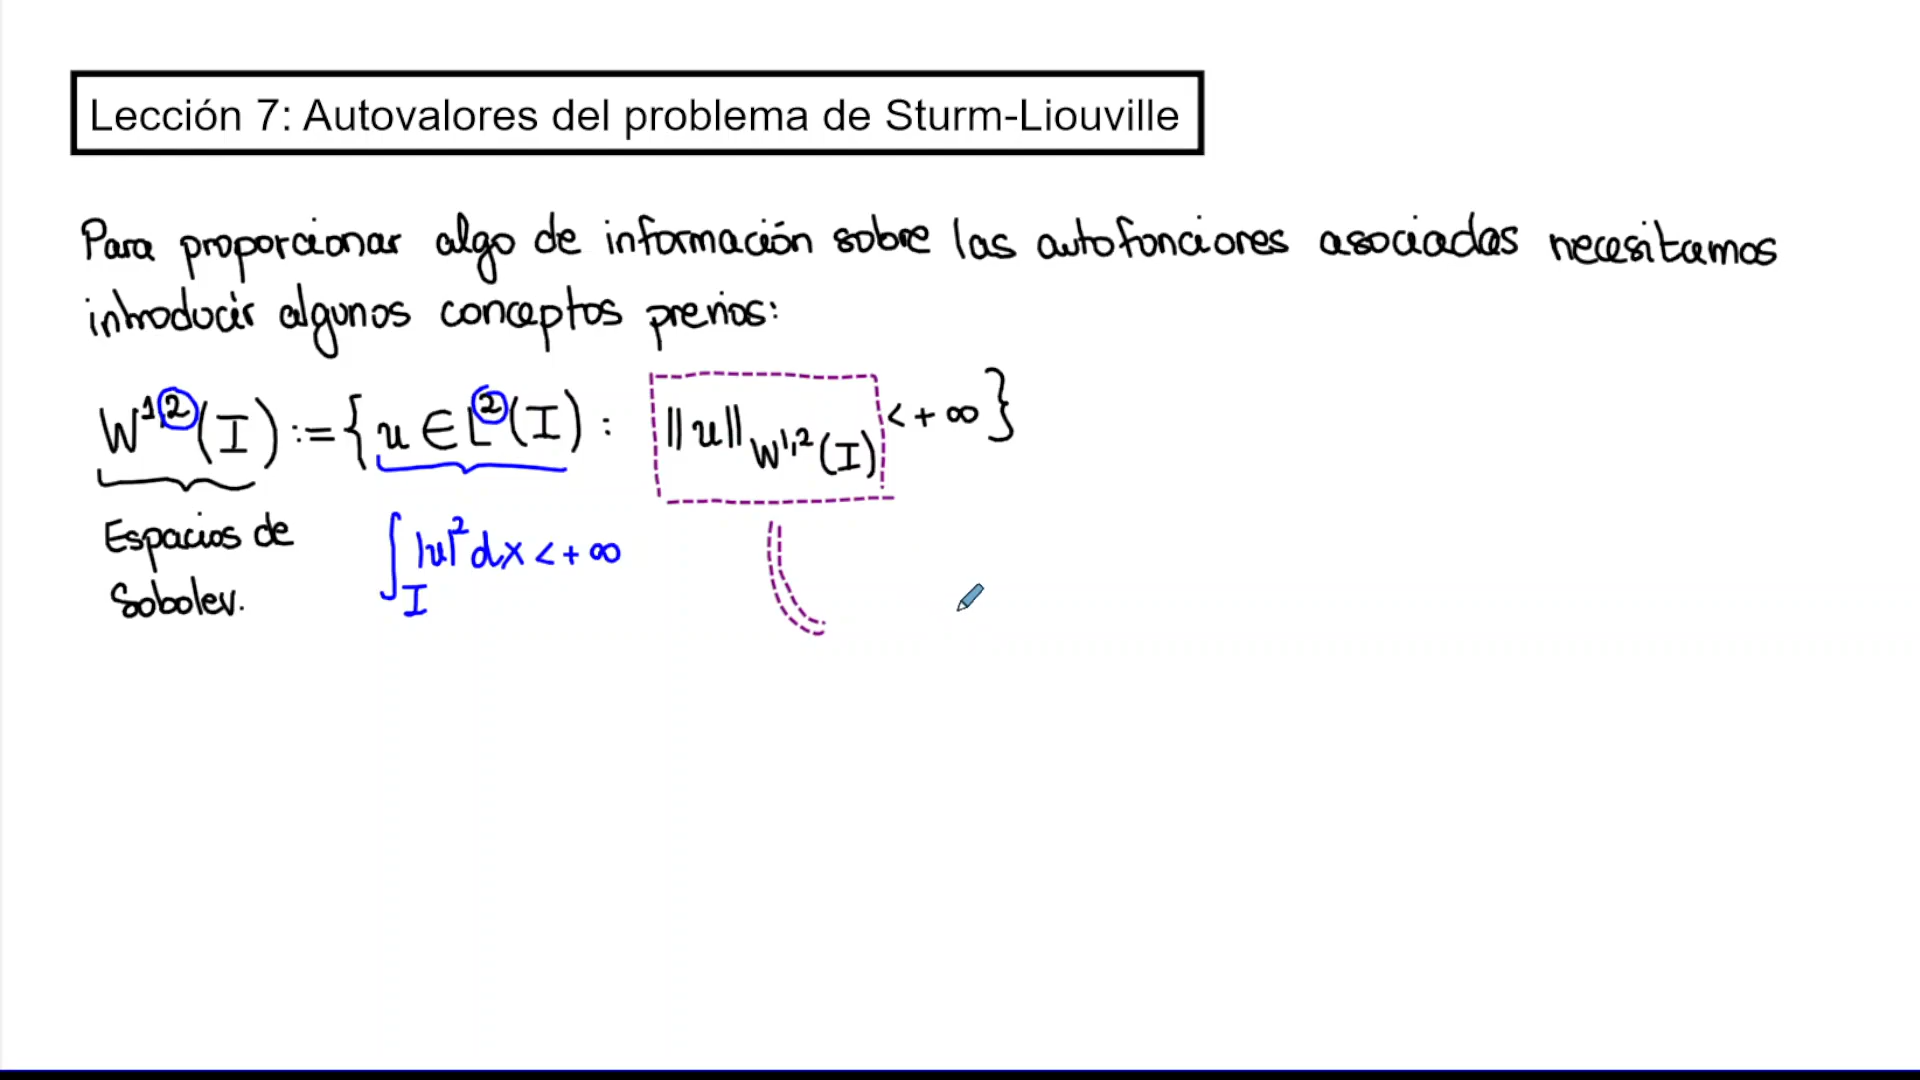 Lección 7: Autovalores del problema de Sturm-Liouville
Para proporcionar algo de información sobre las autofunciones asociadas necesitamos
introducir algunos conceptos previos:
W^{1,2}(I) := { u ∈ L^2(I) : ||u||_{W^{1,2}(I)} < + ∞ }
Espacios de
Sobolev.
∫_I |u|^2 dx < + ∞